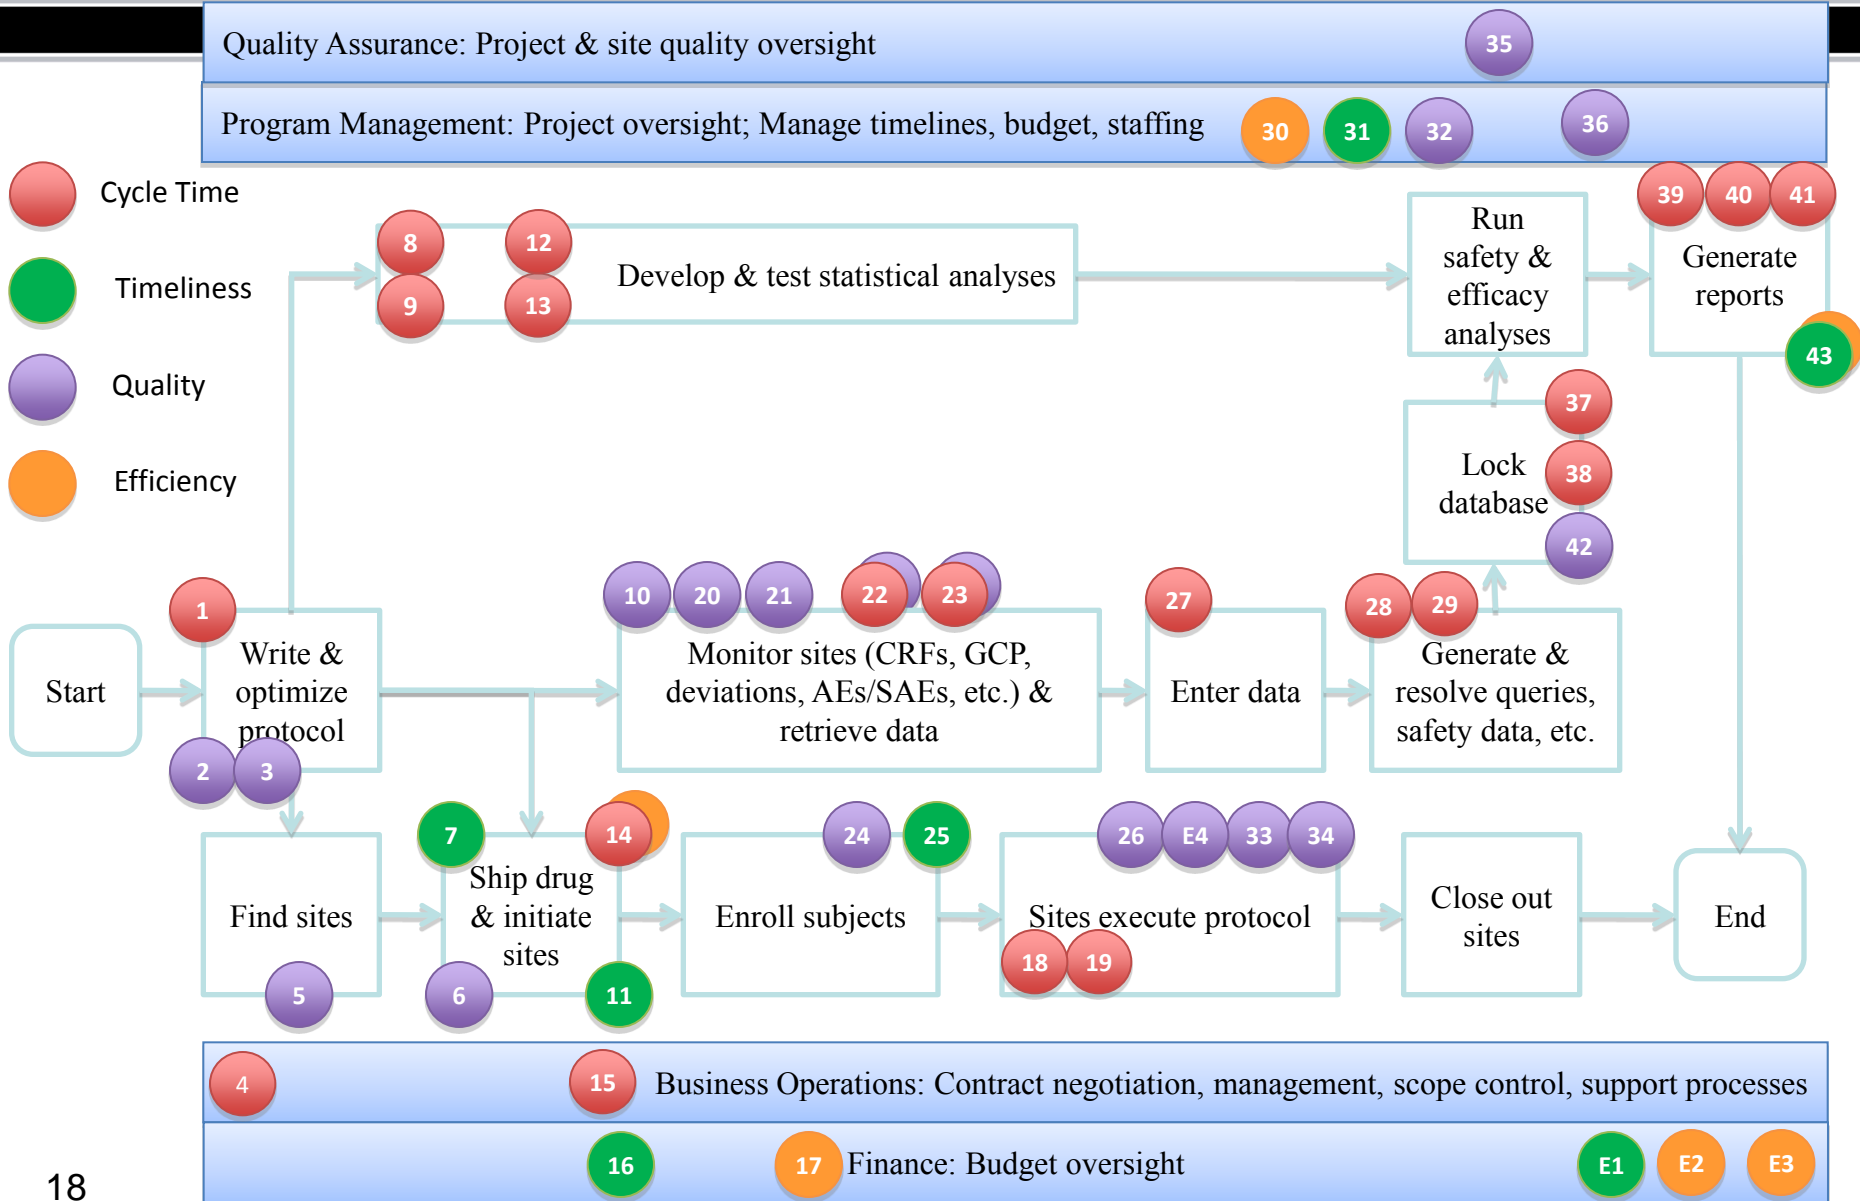 Quality Assurance: Project & site quality oversight
35
Program Management: Project oversight; Manage timelines, budget, staffing
30
31
32
36
Cycle Time
Timeliness
Quality
Efficiency
8
12
9
13
Develop & test statistical analyses
Run
safety &
efficacy
analyses
39
40
41
Generate
reports
43
37
Lock
38
database
42
Start
1
Write &
optimize
protocol
2
3
10
20
21
22
23
Monitor sites (CRFs, GCP,
deviations, AEs/SAEs, etc.) &
retrieve data
27
Enter data
28
29
Generate &
resolve queries,
safety data, etc.
Find sites
5
7
14
Ship drug
& initiate
sites
6
11
24
25
Enroll subjects
26
E4
33
34
Sites execute protocol
18
19
Close out
sites
End
4
15
Business Operations: Contract negotiation, management, scope control, support processes
16
17
Finance: Budget oversight
E1
E2
E3
18